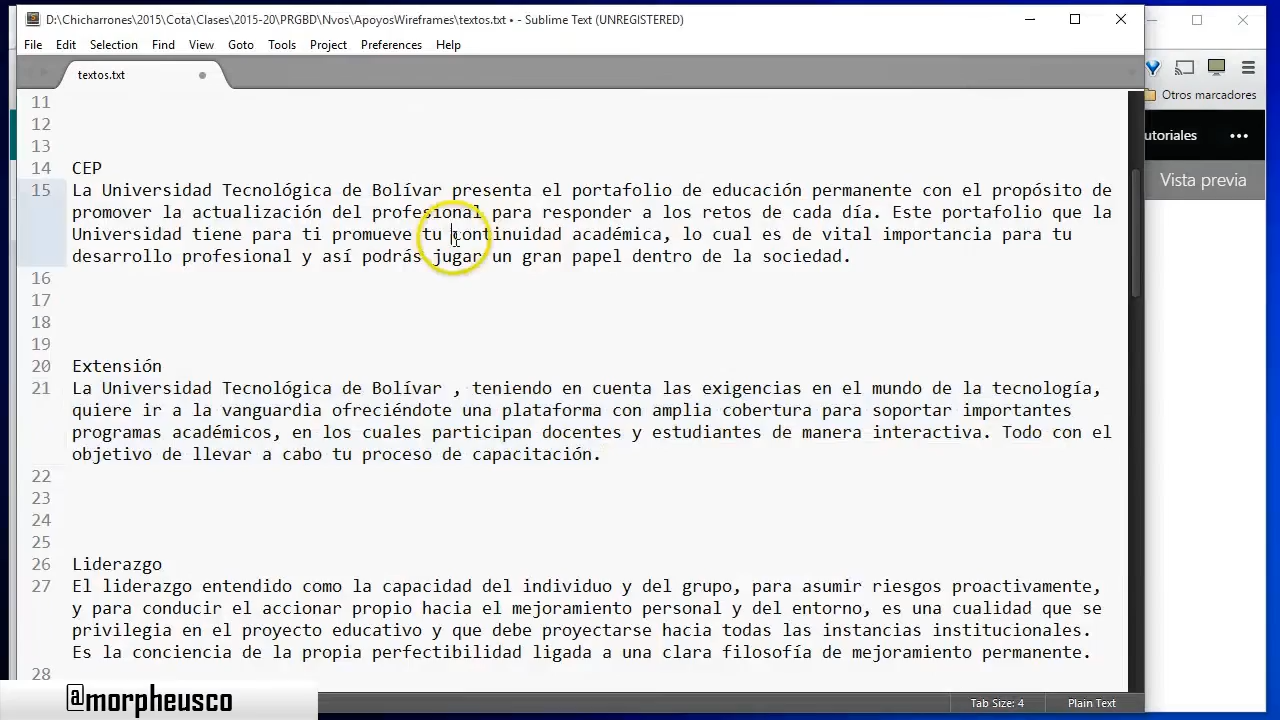 D:\Chicharrones\2015\Cota\Clases\2015-20\PRGBD\Nvos\ApoyosWireframes\textos.txt • - Sublime Text (UNREGISTERED)
File Edit Selection Find View Goto Tools Project Preferences Help
textos.txt
Otros marcadores
utoriales
Vista previa
11
12
13
14 CEP
15 La Universidad Tecnológica de Bolívar presenta el portafolio de educación permanente con el propósito de
promover la actualización del profesional para responder a los retos de cada día. Este portafolio que la
Universidad tiene para ti promueve tu continuidad académica, lo cual es de vital importancia para tu
desarrollo profesional y así podrás jugar un gran papel dentro de la sociedad.
16
17
18
19
20 Extensión
21 La Universidad Tecnológica de Bolívar , teniendo en cuenta las exigencias en el mundo de la tecnología,
quiere ir a la vanguardia ofreciéndote una plataforma con amplia cobertura para soportar importantes
programas académicos, en los cuales participan docentes y estudiantes de manera interactiva. Todo con el
objetivo de llevar a cabo tu proceso de capacitación.
22
23
24
25
26 Liderazgo
27 El liderazgo entendido como la capacidad del individuo y del grupo, para asumir riesgos proactivamente,
y para conducir el accionar propio hacia el mejoramiento personal y del entorno, es una cualidad que se
privilegia en el proyecto educativo y que debe proyectarse hacia todas las instancias institucionales.
Es la conciencia de la propia perfectibilidad ligada a una clara filosofía de mejoramiento permanente.
28
@morpheusco
Tab Size: 4 Plain Text